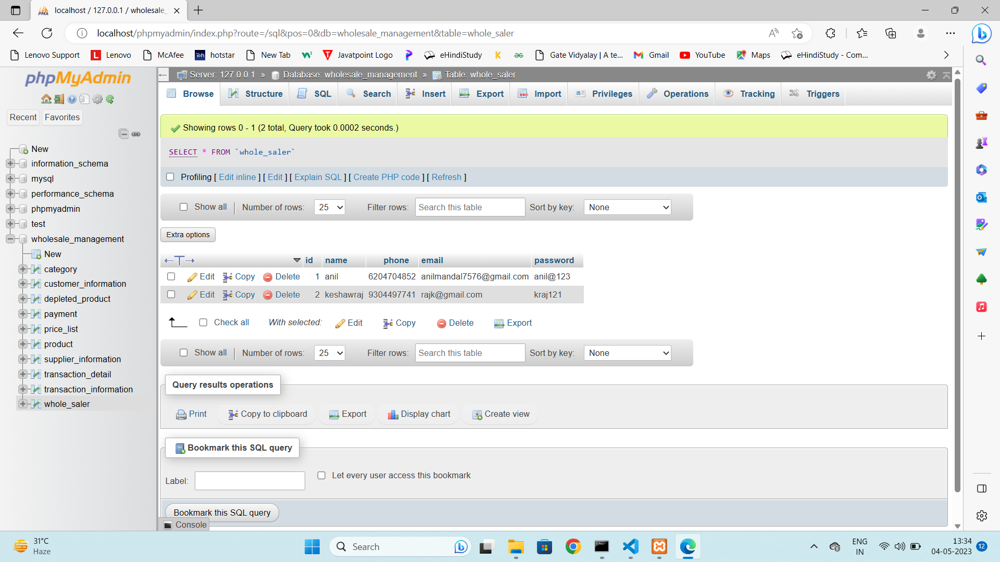 localhost / 127.0.0.1 / wholesale_
localhost/phpmyadmin/index.php?route=/sql&pos=0&db=wholesale_management&table=whole_saler
Lenovo Support
Lenovo
McAfee
hotstar
New Tab
Javatpoint Logo
eHindiStudy
Gate Vidyalay | A te...
Gmail
YouTube
Maps
eHindiStudy - Com...
phpMyAdmin
Recent
Favorites
New
information_schema
mysql
performance_schema
phpmyadmin
test
wholesale_management
New
category
customer_information
depleted_product
payment
price_list
product
supplier_information
transaction_detail
transaction_information
whole_saler
Server: 127.0.0.1 » Database: wholesale_management » Table: whole_saler
Browse Structure SQL Search Insert Export Import Privileges Operations Tracking Triggers
Showing rows 0 - 1 (2 total, Query took 0.0002 seconds.)
SELECT * FROM `whole_saler`
Profiling [ Edit inline ] [ Edit ] [ Explain SQL ] [ Create PHP code ] [ Refresh ]
Show all | Number of rows: 25 Filter rows: Search this table Sort by key: None
Extra options
←T→ id name phone email password
Edit Copy Delete 1 anil 6204704852 anilmandal7576@gmail.com anil@123
Edit Copy Delete 2 keshawraj 9304497741 rajk@gmail.com kraj121
Check all With selected: Edit Copy Delete Export
Show all | Number of rows: 25 Filter rows: Search this table Sort by key: None
Query results operations
Print Copy to clipboard Export Display chart Create view
Bookmark this SQL query
Label: Let every user access this bookmark
Bookmark this SQL query
Console
31°C
Haze
Search
ENG
IN
13:34
04-05-2023
12